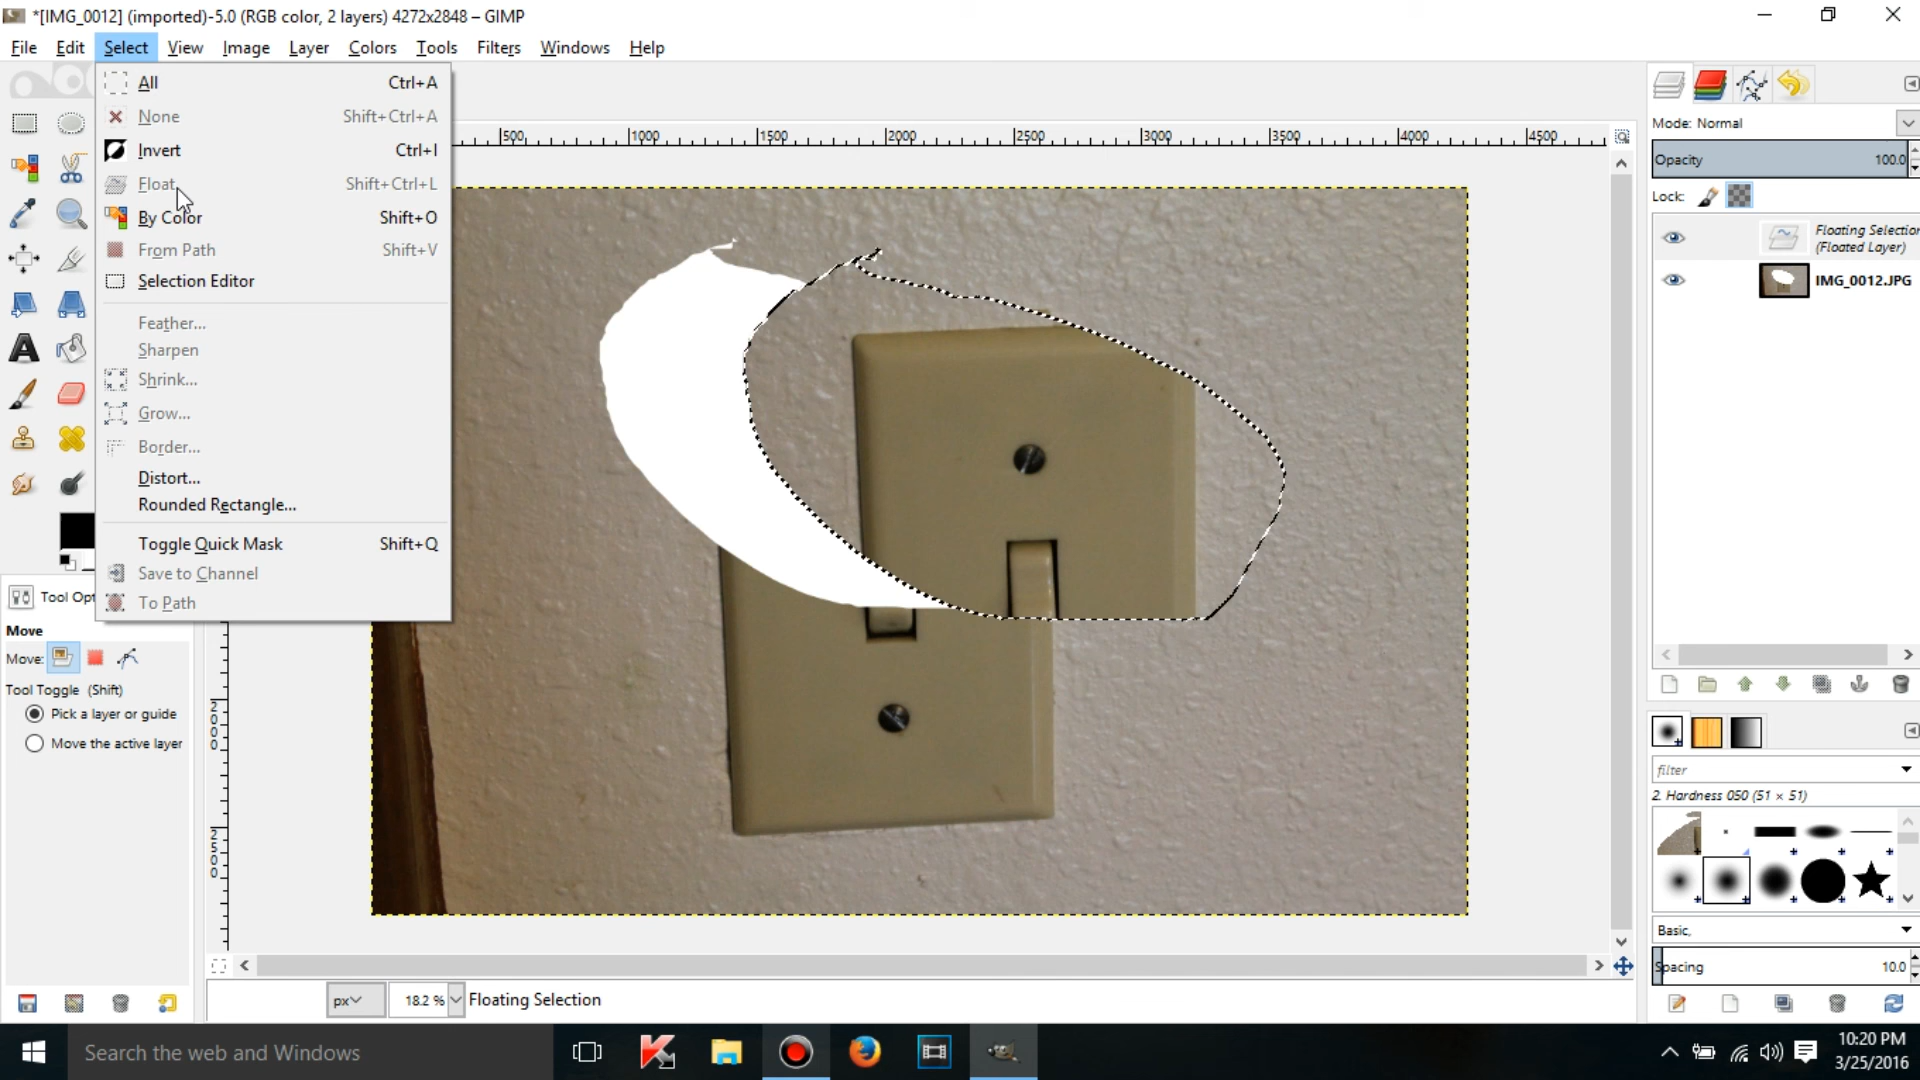 *[IMG_0012] (imported)-5.0 (RGB color, 2 layers) 4272x2848 – GIMP
File Edit Select View Image Layer Colors Tools Filters Windows Help
All Ctrl+A
None Shift+Ctrl+A
Invert Ctrl+I
Float Shift+Ctrl+L
By Color Shift+O
From Path Shift+V
Selection Editor
Feather...
Sharpen
Shrink...
Grow...
Border...
Distort...
Rounded Rectangle...
Toggle Quick Mask Shift+Q
Save to Channel
To Path
500 1000 1500 2000 2500 3000 3500 4000 4500
2000
2500
Tool Opt
Move
Move:
Tool Toggle (Shift)
Pick a layer or guide
Move the active layer
px 18.2 % Floating Selection
Mode: Normal
Opacity 100.0
Lock:
Floating Selection
(Floated Layer)
IMG_0012.JPG
filter
2. Hardness 050 (51 × 51)
Basic,
Spacing 10.0
Search the web and Windows
10:20 PM
3/25/2016